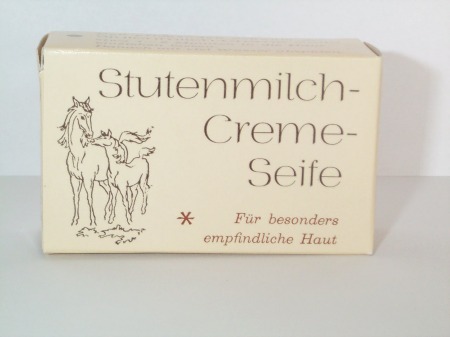 Stutenmilch-
Creme-
Seife
* Für besonders
empfindliche Haut